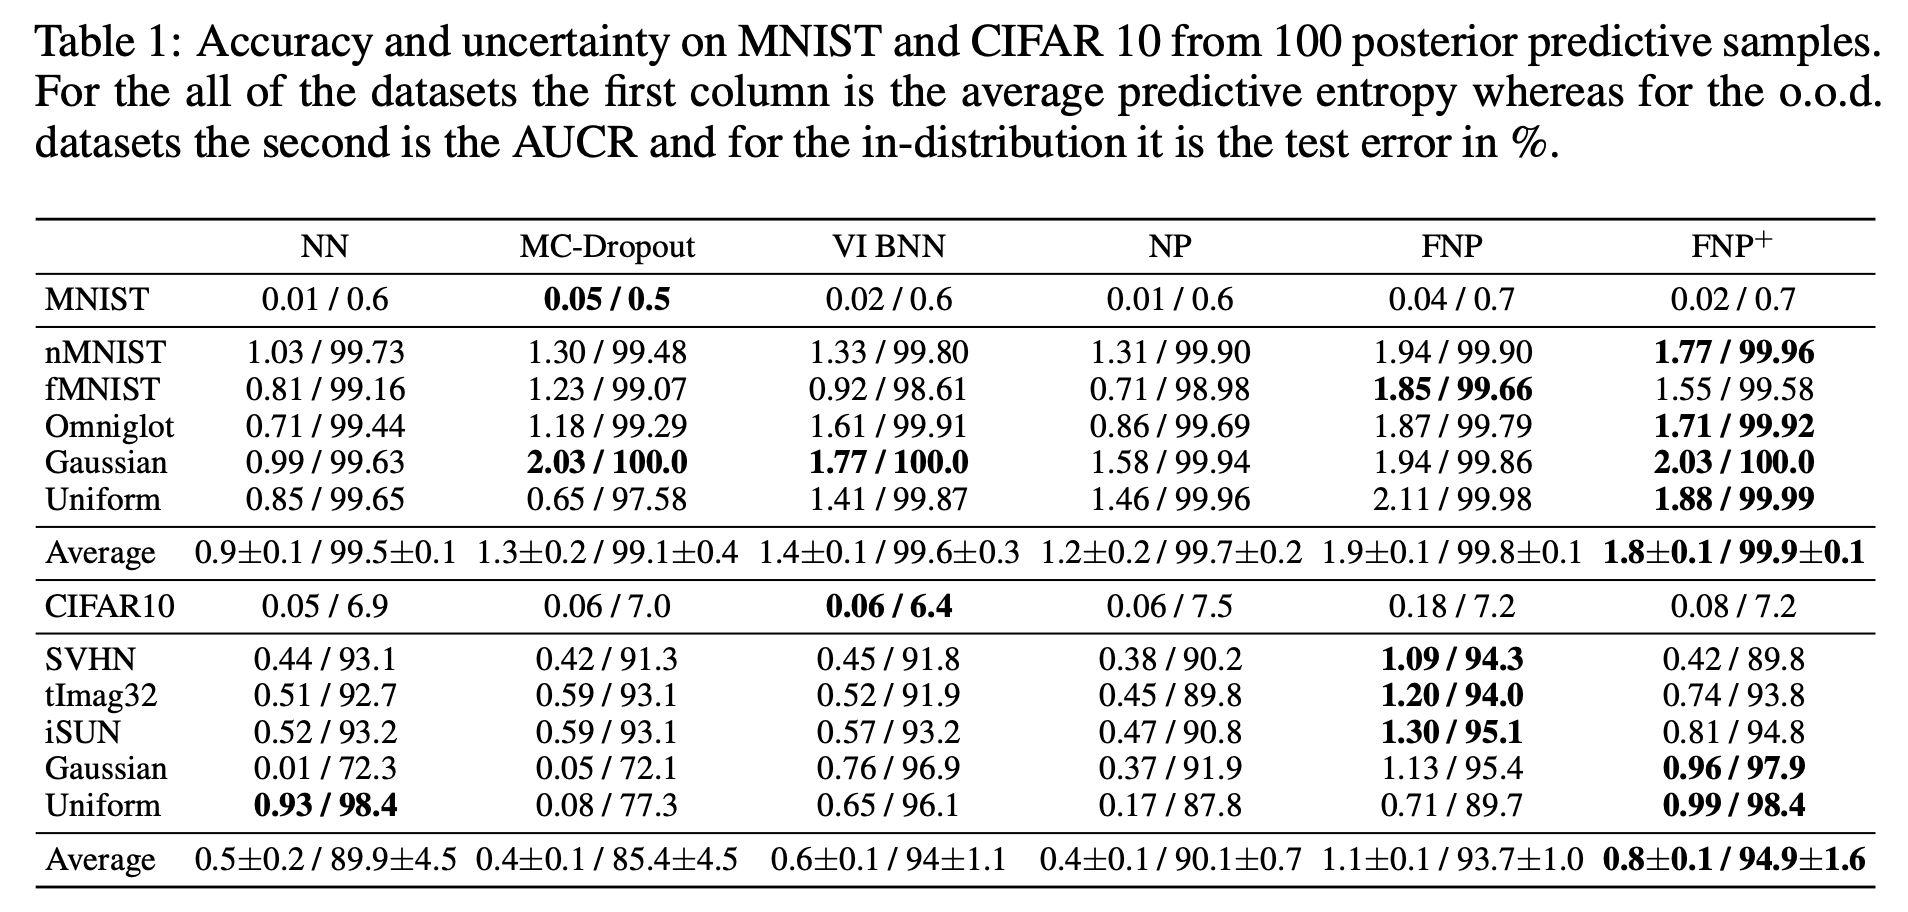 Table 1: Accuracy and uncertainty on MNIST and CIFAR 10 from 100 posterior predictive samples.
For the all of the datasets the first column is the average predictive entropy whereas for the o.o.d.
datasets the second is the AUCR and for the in-distribution it is the test error in %.
NN MC-Dropout VI BNN NP FNP FNP+
MNIST 0.01 / 0.6 0.05 / 0.5 0.02 / 0.6 0.01 / 0.6 0.04 / 0.7 0.02 / 0.7
nMNIST 1.03 / 99.73 1.30 / 99.48 1.33 / 99.80 1.31 / 99.90 1.94 / 99.90 1.77 / 99.96
fMNIST 0.81 / 99.16 1.23 / 99.07 0.92 / 98.61 0.71 / 98.98 1.85 / 99.66 1.55 / 99.58
Omniglot 0.71 / 99.44 1.18 / 99.29 1.61 / 99.91 0.86 / 99.69 1.87 / 99.79 1.71 / 99.92
Gaussian 0.99 / 99.63 2.03 / 100.0 1.77 / 100.0 1.58 / 99.94 1.94 / 99.86 2.03 / 100.0
Uniform 0.85 / 99.65 0.65 / 97.58 1.41 / 99.87 1.46 / 99.96 2.11 / 99.98 1.88 / 99.99
Average 0.9±0.1 / 99.5±0.1 1.3±0.2 / 99.1±0.4 1.4±0.1 / 99.6±0.3 1.2±0.2 / 99.7±0.2 1.9±0.1 / 99.8±0.1 1.8±0.1 / 99.9±0.1
CIFAR10 0.05 / 6.9 0.06 / 7.0 0.06 / 6.4 0.06 / 7.5 0.18 / 7.2 0.08 / 7.2
SVHN 0.44 / 93.1 0.42 / 91.3 0.45 / 91.8 0.38 / 90.2 1.09 / 94.3 0.42 / 89.8
tImag32 0.51 / 92.7 0.59 / 93.1 0.52 / 91.9 0.45 / 89.8 1.20 / 94.0 0.74 / 93.8
iSUN 0.52 / 93.2 0.59 / 93.1 0.57 / 93.2 0.47 / 90.8 1.30 / 95.1 0.81 / 94.8
Gaussian 0.01 / 72.3 0.05 / 72.1 0.76 / 96.9 0.37 / 91.9 1.13 / 95.4 0.96 / 97.9
Uniform 0.93 / 98.4 0.08 / 77.3 0.65 / 96.1 0.17 / 87.8 0.71 / 89.7 0.99 / 98.4
Average 0.5±0.2 / 89.9±4.5 0.4±0.1 / 85.4±4.5 0.6±0.1 / 94±1.1 0.4±0.1 / 90.1±0.7 1.1±0.1 / 93.7±1.0 0.8±0.1 / 94.9±1.6